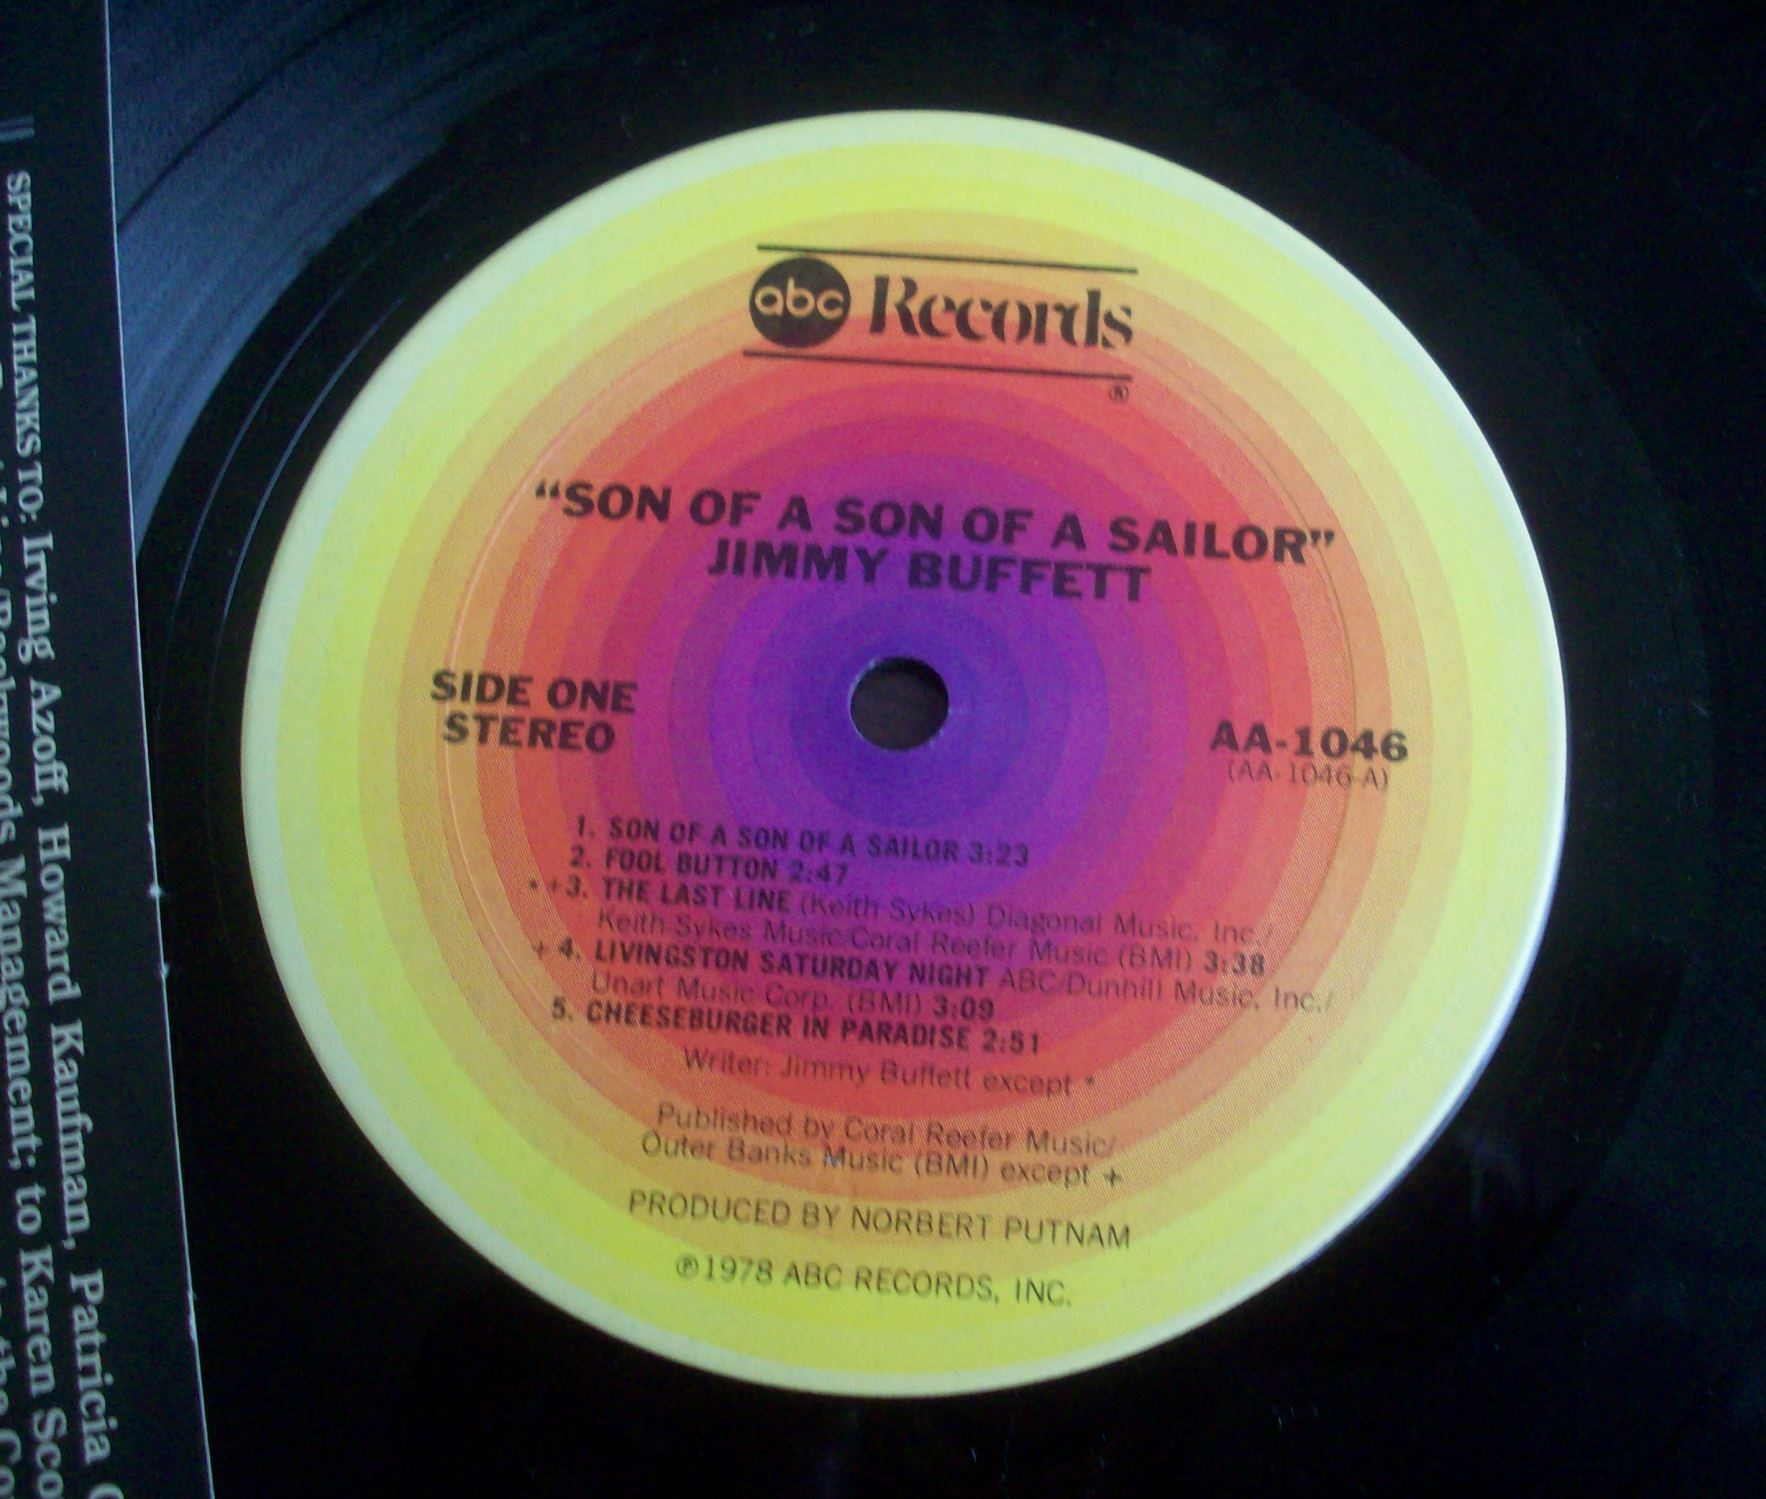 abc Records
®
“SON OF A SON OF A SAILOR”
JIMMY BUFFETT
SIDE ONE
STEREO
AA-1046
(AA-1046-A)
1. SON OF A SON OF A SAILOR 3:23
2. FOOL BUTTON 2:47
*+3. THE LAST LINE (Keith Sykes) Diagonal Music, Inc./
Keith Sykes Music/Coral Reefer Music (BMI) 3:38
+4. LIVINGSTON SATURDAY NIGHT ABC/Dunhill Music, Inc./
Unart Music Corp. (BMI) 3:09
5. CHEESEBURGER IN PARADISE 2:51
Writer: Jimmy Buffett except *
Published by Coral Reefer Music/
Outer Banks Music (BMI) except +
PRODUCED BY NORBERT PUTNAM
℗1978 ABC RECORDS, INC.
SPECIAL THANKS TO: Irving Azoff, Howard Kaufman, Patricia
Management; to Karen